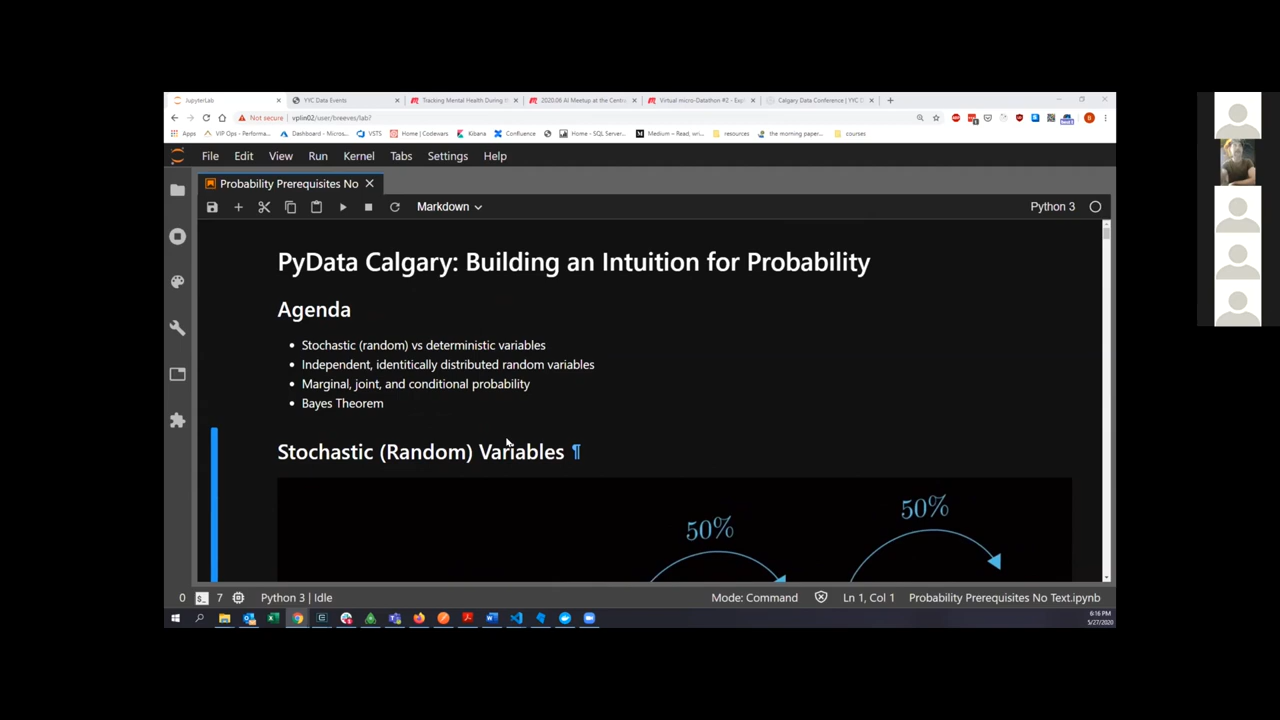 JupyterLab
YYC Data Events
Tracking Mental Health During th
2020.06 AI Meetup at the Centre
Virtual micro-Datathon #2 - Expl
Calgary Data Conference | YYC D
Not secure
vplin02/user/breeves/lab?
Apps
VIP Ops - Performa...
Dashboard - Micros...
VSTS
Home | Codewars
Kibana
Confluence
Home - SQL Server...
Medium – Read, wri...
resources
the morning paper...
courses
File Edit View Run Kernel Tabs Settings Help
Probability Prerequisites No
Markdown
Python 3
PyData Calgary: Building an Intuition for Probability
Agenda
Stochastic (random) vs deterministic variables
Independent, identitically distributed random variables
Marginal, joint, and conditional probability
Bayes Theorem
Stochastic (Random) Variables ¶
50%
50%
0
7
Python 3 | Idle
Mode: Command
Ln 1, Col 1
Probability Prerequisites No Text.ipynb
6:16 PM
5/27/2020